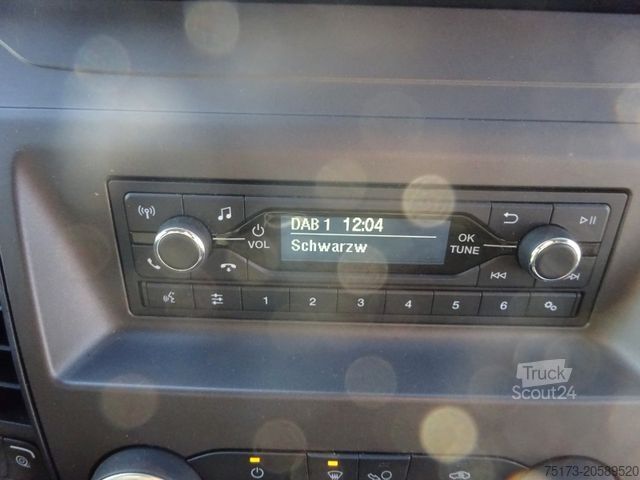 DAB 1 12:04
Schwarzw
VOL
OK
TUNE
1 2 3 4 5 6
Truck
Scout24
75173-20589520